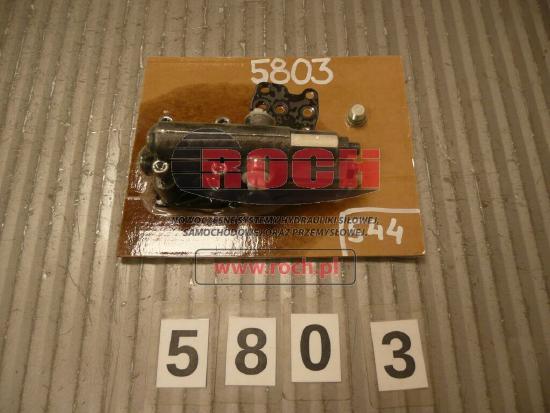 5803
ROCH
NOWOCZESNE SYSTEMY HYDRAULIKI SIŁOWEJ,
SAMOCHODOWEJ ORAZ PRZEMYSŁOWEJ.
544
www.roch.pl
5 8 0 3